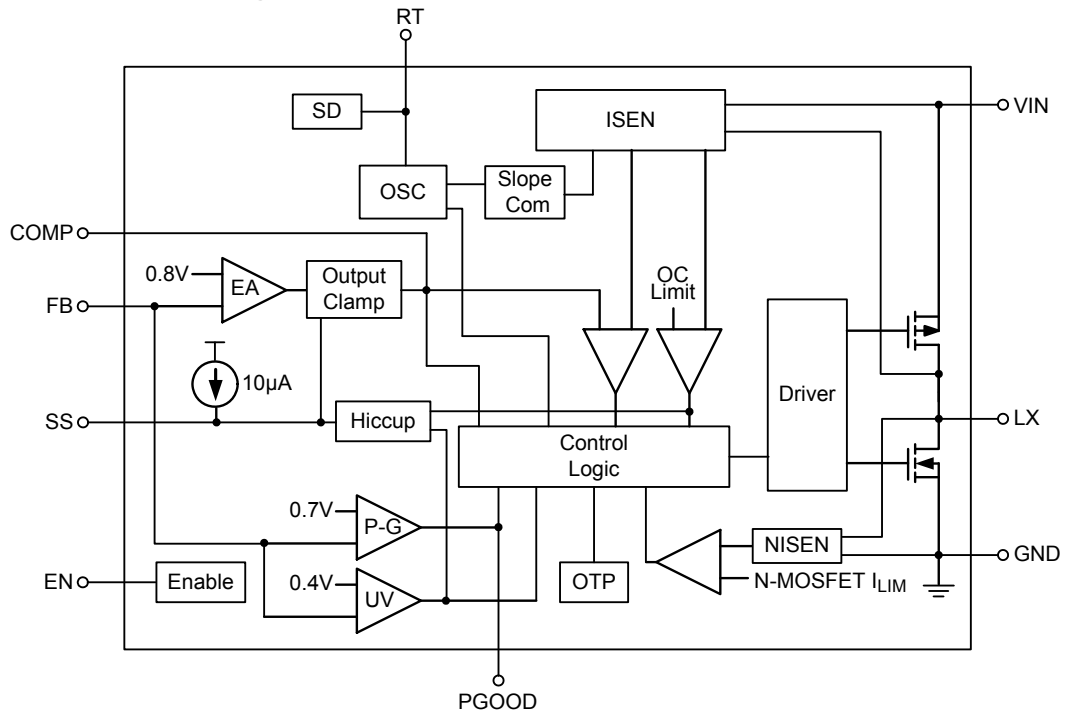 RT
SD
ISEN
VIN
OSC
Slope
Com
COMP
0.8V
EA
Output
Clamp
OC
Limit
FB
10µA
Driver
SS
Hiccup
LX
Control
Logic
0.7V
P-G
NISEN
GND
EN
Enable
0.4V
UV
OTP
N-MOSFET ILIM
PGOOD